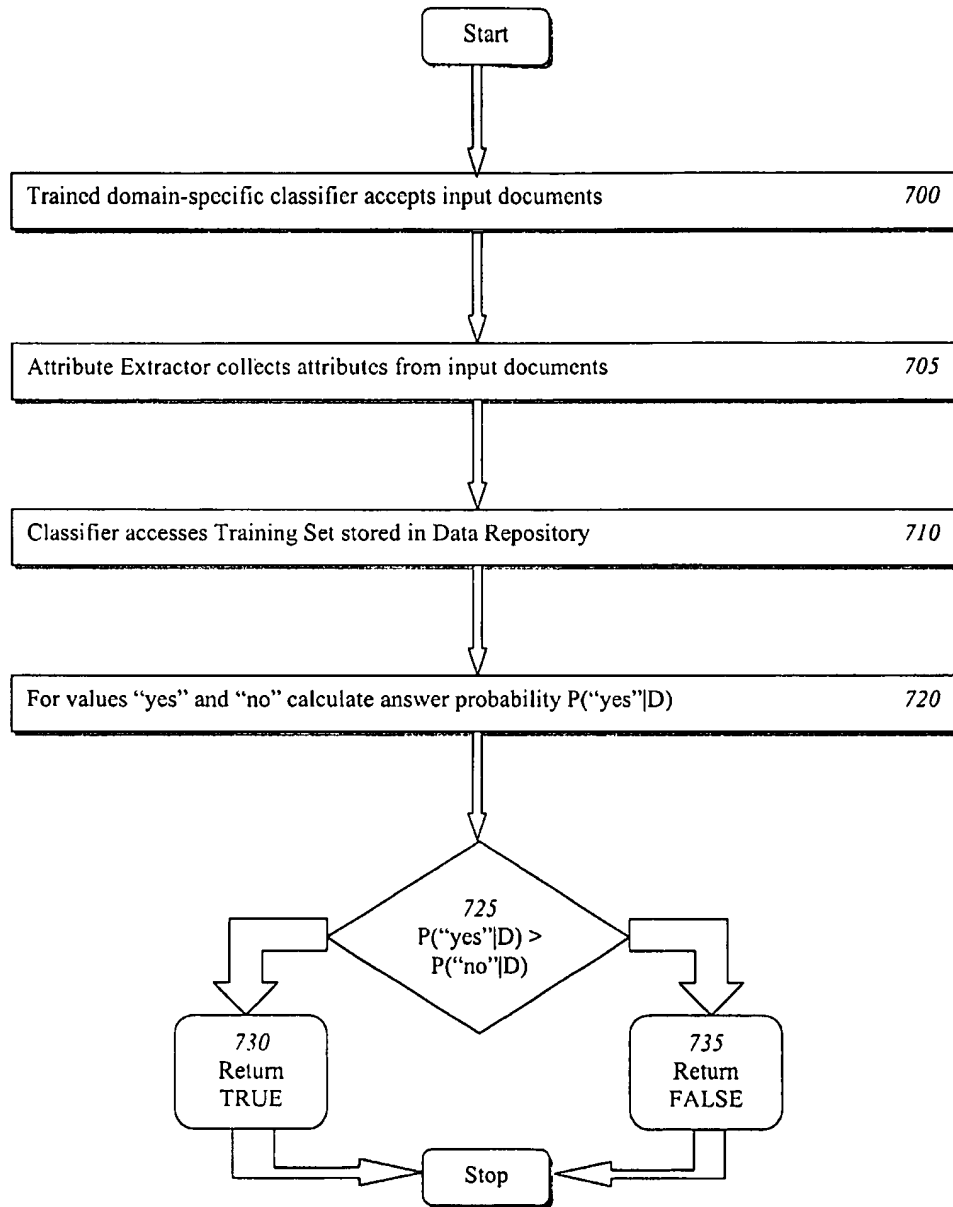 Start
Trained domain-specific classifier accepts input documents 700
Attribute Extractor collects attributes from input documents 705
Classifier accesses Training Set stored in Data Repository 710
For values “yes” and “no” calculate answer probability P(“yes”|D) 720
725
P(“yes”|D) >
P(“no”|D)
730
Return
TRUE
735
Return
FALSE
Stop